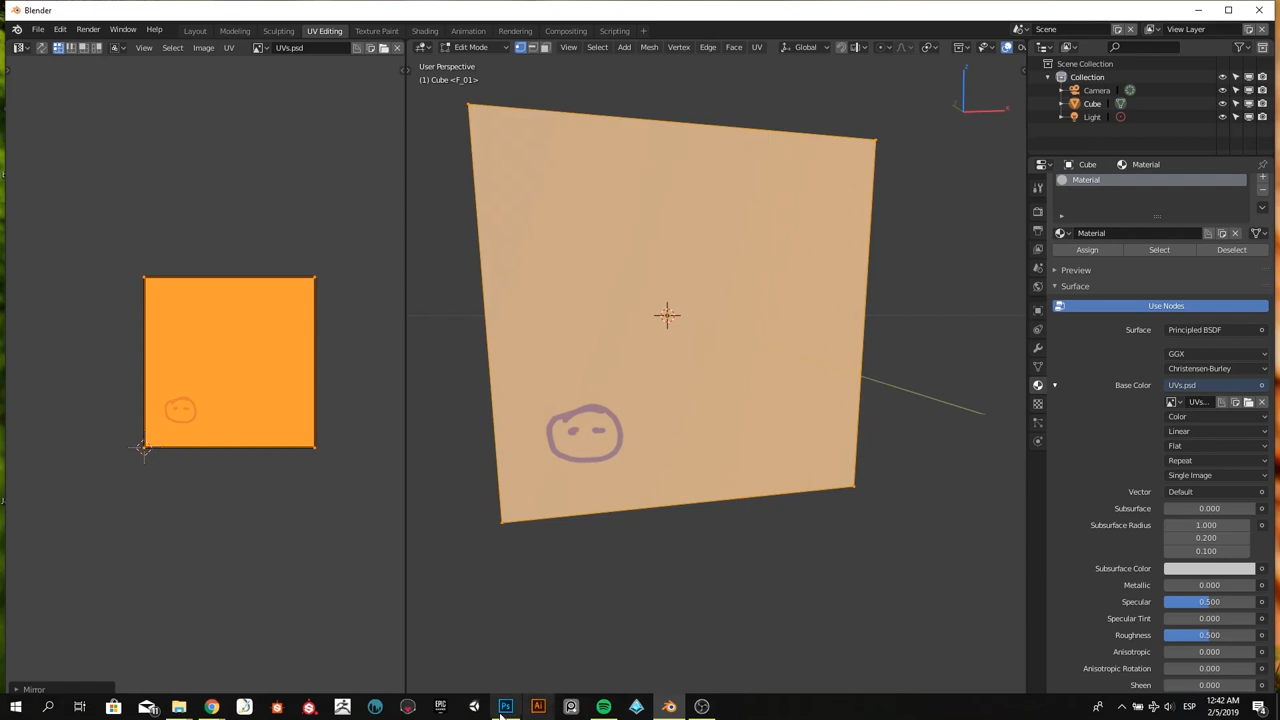 Blender
File Edit Render Window Help Layout Modeling Sculpting UV Editing Texture Paint Shading Animation Rendering Compositing Scripting Scene View Layer
View Select Image UV UVs.psd Edit Mode View Select Add Mesh Vertex Edge Face UV Global Ov
User Perspective
(1) Cube <F_01>
Z
X
Scene Collection
Collection
Camera
Cube
Light
Cube Material
Material
Material
Assign Select Deselect
Preview
Surface
Use Nodes
Surface Principled BSDF
GGX
Christensen-Burley
Base Color UVs.psd
UVs...
Color
Linear
Flat
Repeat
Single Image
Vector Default
Subsurface 0.000
Subsurface Radius 1.000
0.200
0.100
Subsurface Color
Metallic 0.000
Specular 0.500
Specular Tint 0.000
Roughness 0.500
Anisotropic 0.000
Anisotropic Rotation 0.000
Sheen 0.000
Mirror
Ps Ai EPIC ESP 12:42 AM
2/5/2019